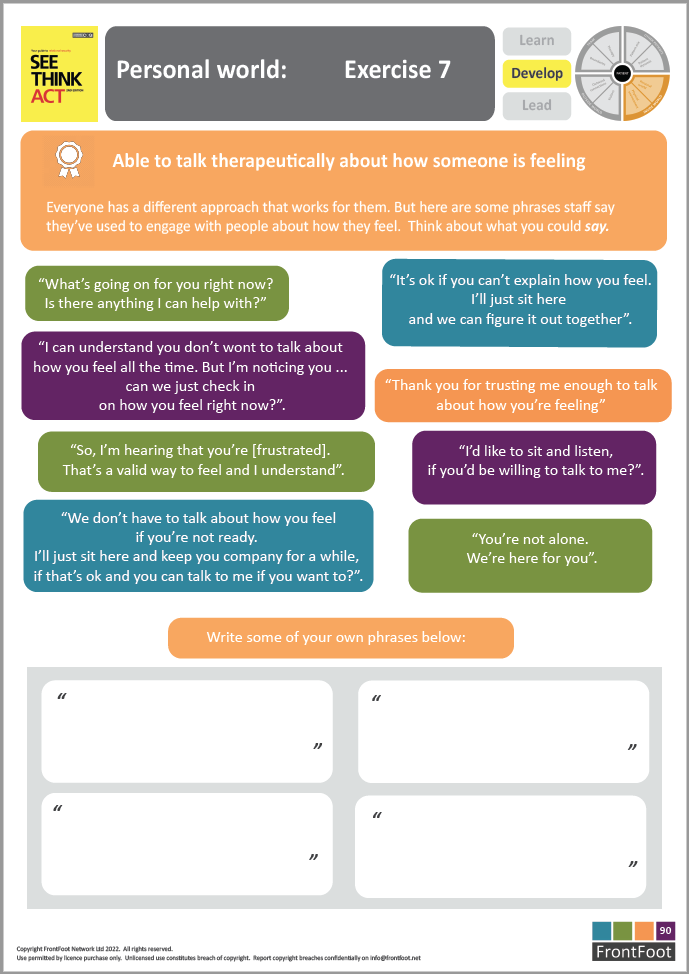 SEE
THINK
ACT
Personal world: Exercise 7
Learn
Develop
Lead
Able to talk therapeutically about how someone is feeling
Everyone has a different approach that works for them. But here are some phrases staff say
they’ve used to engage with people about how they feel. Think about what you could say.
“What’s going on for you right now?
Is there anything I can help with?”
“It’s ok if you can’t explain how you feel.
I’ll just sit here
and we can figure it out together”.
“I can understand you don’t wont to talk about
how you feel all the time. But I’m noticing you ...
can we just check in
on how you feel right now?”.
“Thank you for trusting me enough to talk
about how you’re feeling”
“So, I’m hearing that you’re [frustrated].
That’s a valid way to feel and I understand”.
“I’d like to sit and listen,
if you’d be willing to talk to me?”.
“We don’t have to talk about how you feel
if you’re not ready.
I’ll just sit here and keep you company for a while,
if that’s ok and you can talk to me if you want to?”.
“You’re not alone.
We’re here for you”.
Write some of your own phrases below:
“ ”
“ ”
“ ”
“ ”
90
FrontFoot
Copyright FrontFoot Network Ltd 2022. All rights reserved.
Use permitted by licence purchase only. Unlicensed use constitutes breach of copyright. Report copyright breaches confidentially on info@frontfoot.net